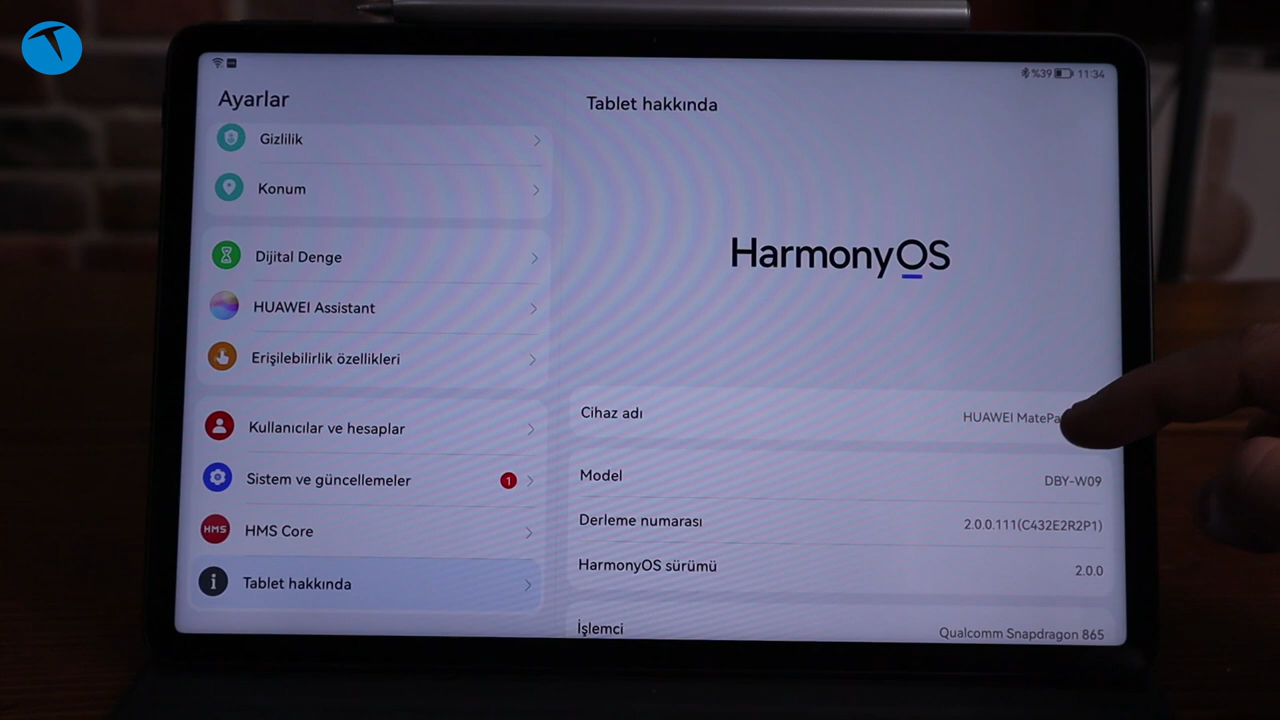 %39 11:34
Ayarlar
Gizlilik
Konum
Dijital Denge
HUAWEI Assistant
Erişilebilirlik özellikleri
Kullanıcılar ve hesaplar
Sistem ve güncellemeler 1
HMS HMS Core
Tablet hakkında
Tablet hakkında
HarmonyOS
Cihaz adı HUAWEI
Model DBY-W09
Derleme numarası 2.0.0.111(C432E2R2P1)
HarmonyOS sürümü 2.0.0
İşlemci Qualcomm Snapdragon 865